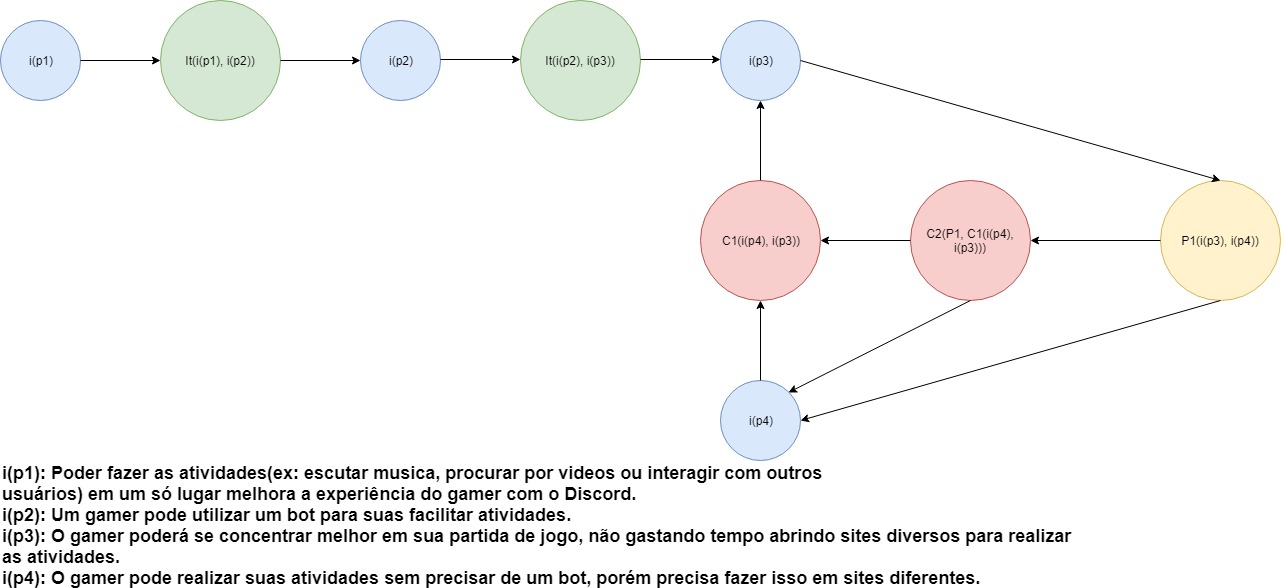 i(p1)
It(i(p1), i(p2))
i(p2)
It(i(p2), i(p3))
i(p3)
C1(i(p4), i(p3))
C2(P1, C1(i(p4),
i(p3)))
P1(i(p3), i(p4))
i(p4)
i(p1): Poder fazer as atividades(ex: escutar musica, procurar por videos ou interagir com outros
usuários) em um só lugar melhora a experiência do gamer com o Discord.
i(p2): Um gamer pode utilizar um bot para suas facilitar atividades.
i(p3): O gamer poderá se concentrar melhor em sua partida de jogo, não gastando tempo abrindo sites diversos para realizar
as atividades.
i(p4): O gamer pode realizar suas atividades sem precisar de um bot, porém precisa fazer isso em sites diferentes.